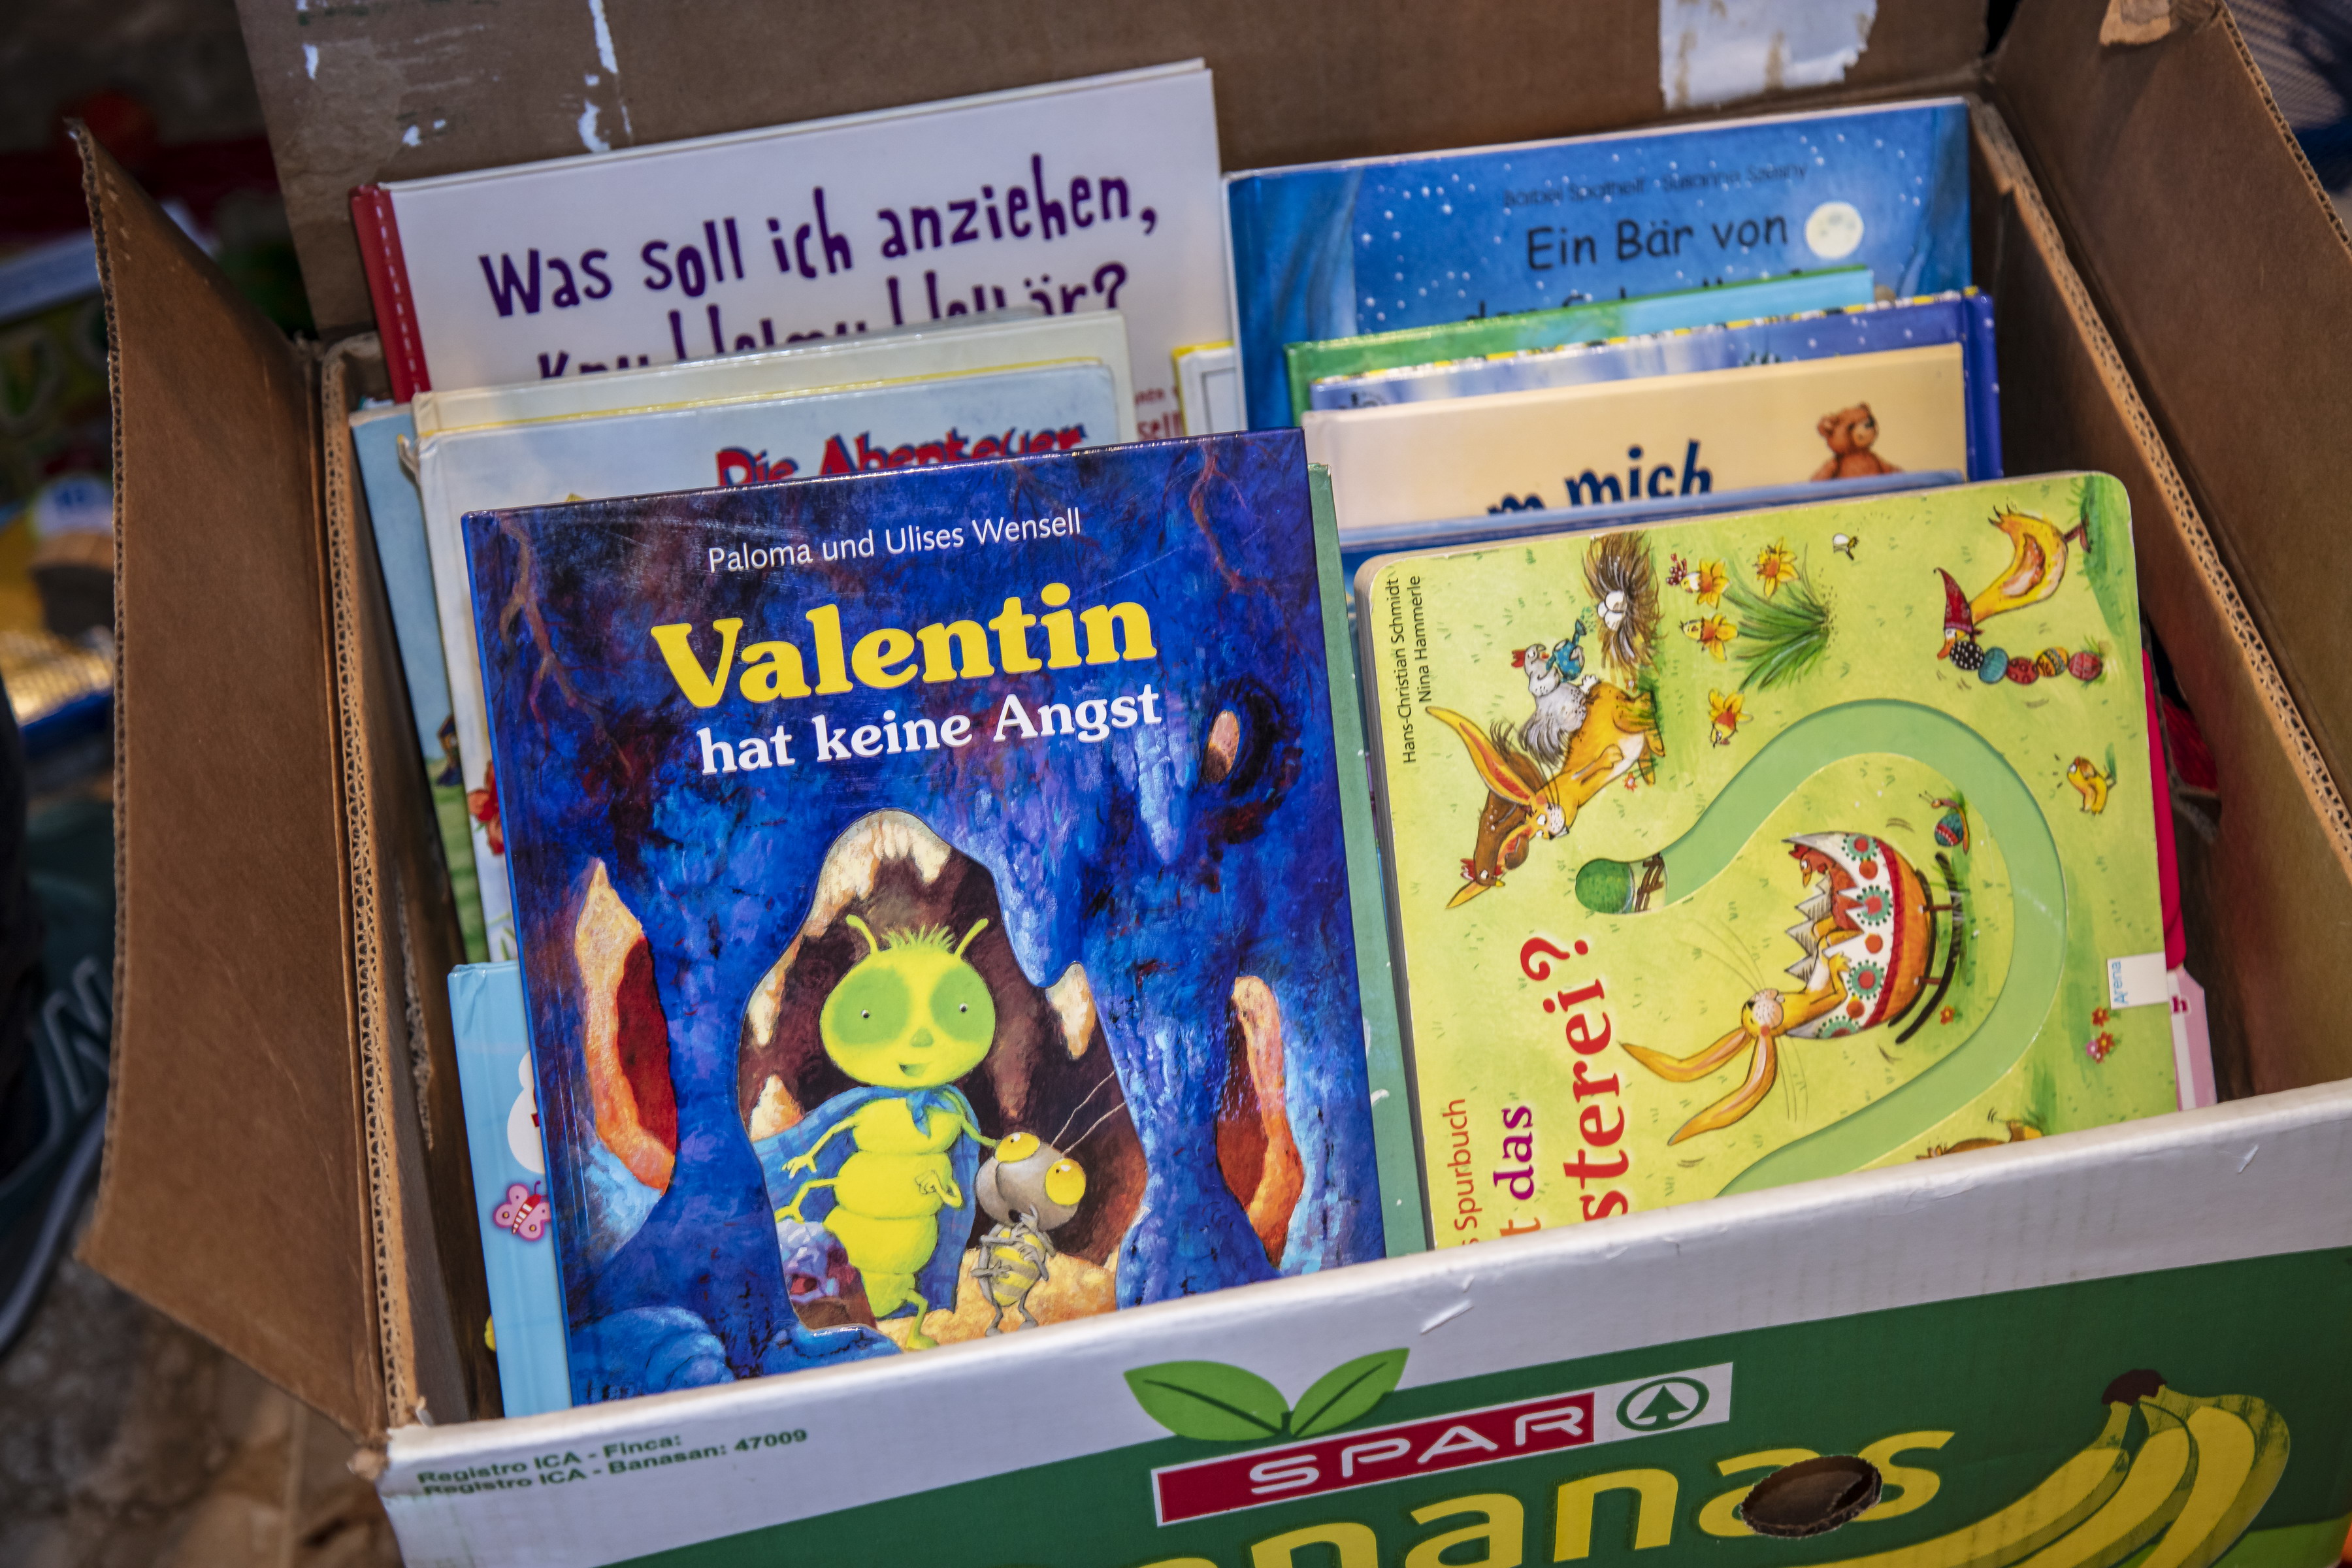 Was soll ich anziehen,
Ein Bär von
Die Abenteuer
mich
Paloma und Ulises Wensell
Valentin
hat keine Angst
Hans-Christian Schmidt
Nina Hammerle
Spurbuch
das
sterei?
Arena
Registro ICA - Finca:
Registro ICA - Banasan: 47009
SPAR
nanas